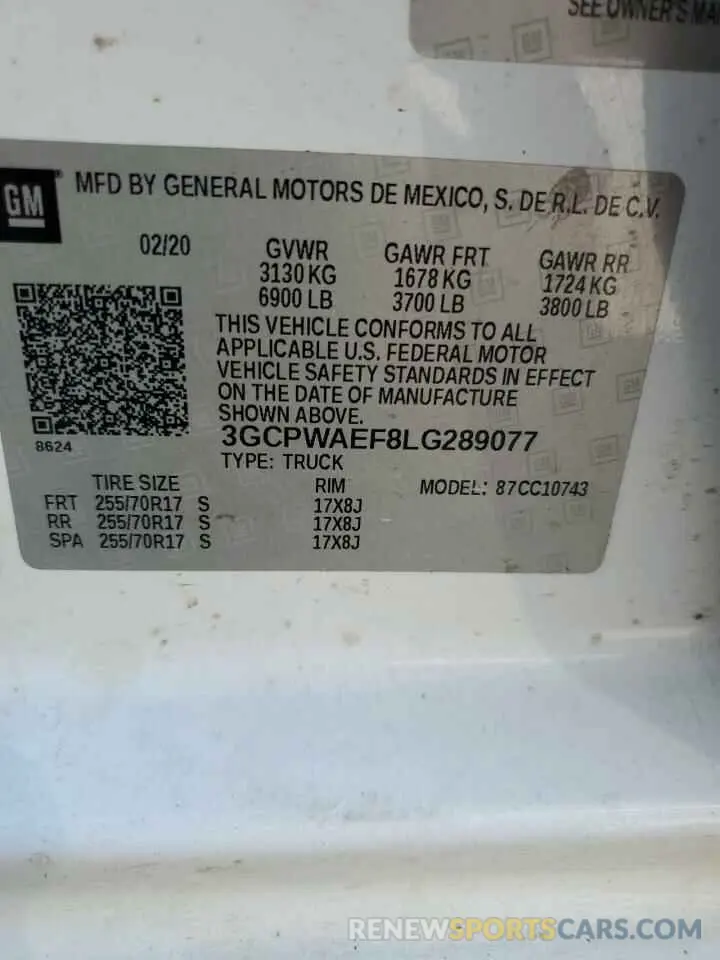 SEE OWNER'S
GM
MFD BY GENERAL MOTORS DE MEXICO, S. DE R.L. DE C.V.
02/20 GVWR GAWR FRT GAWR RR
3130 KG 1678 KG 1724 KG
6900 LB 3700 LB 3800 LB
THIS VEHICLE CONFORMS TO ALL
APPLICABLE U.S. FEDERAL MOTOR
VEHICLE SAFETY STANDARDS IN EFFECT
ON THE DATE OF MANUFACTURE
SHOWN ABOVE.
8624
3GCPWAEF8LG289077
TYPE: TRUCK
TIRE SIZE RIM MODEL: 87CC10743
FRT 255/70R17 S 17X8J
RR 255/70R17 S 17X8J
SPA 255/70R17 S 17X8J
RENEWSPORTSCARS.COM